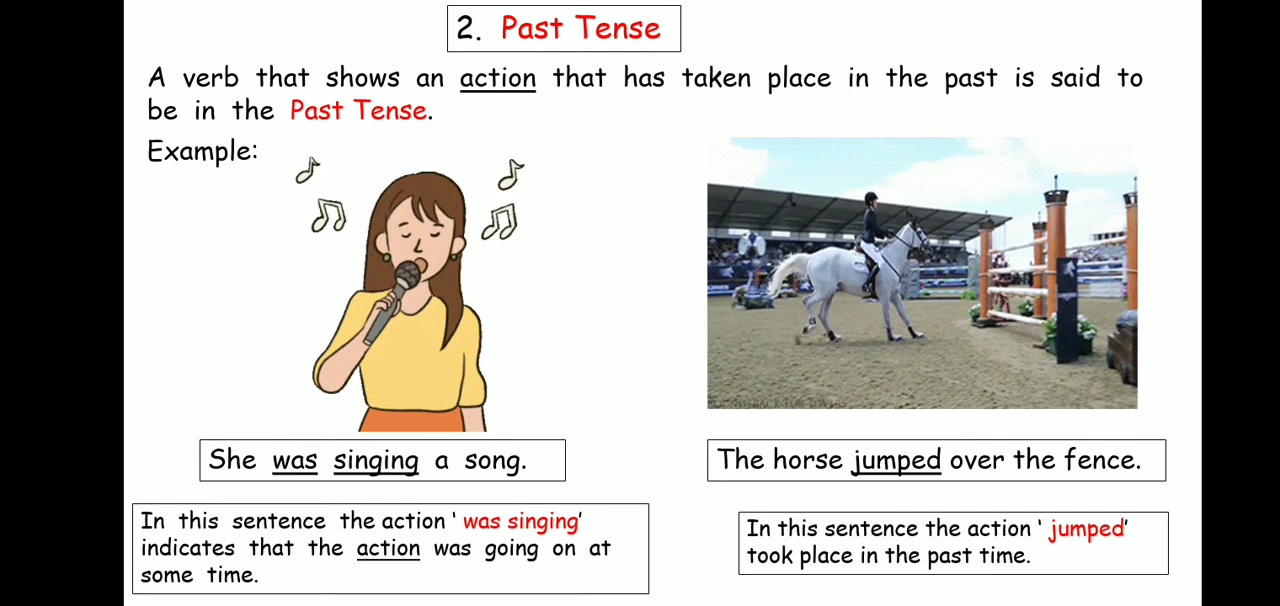 2. Past Tense
A verb that shows an action that has taken place in the past is said to
be in the Past Tense.
Example:
She was singing a song.
The horse jumped over the fence.
In this sentence the action ' was singing'
indicates that the action was going on at
some time.
In this sentence the action ' jumped'
took place in the past time.